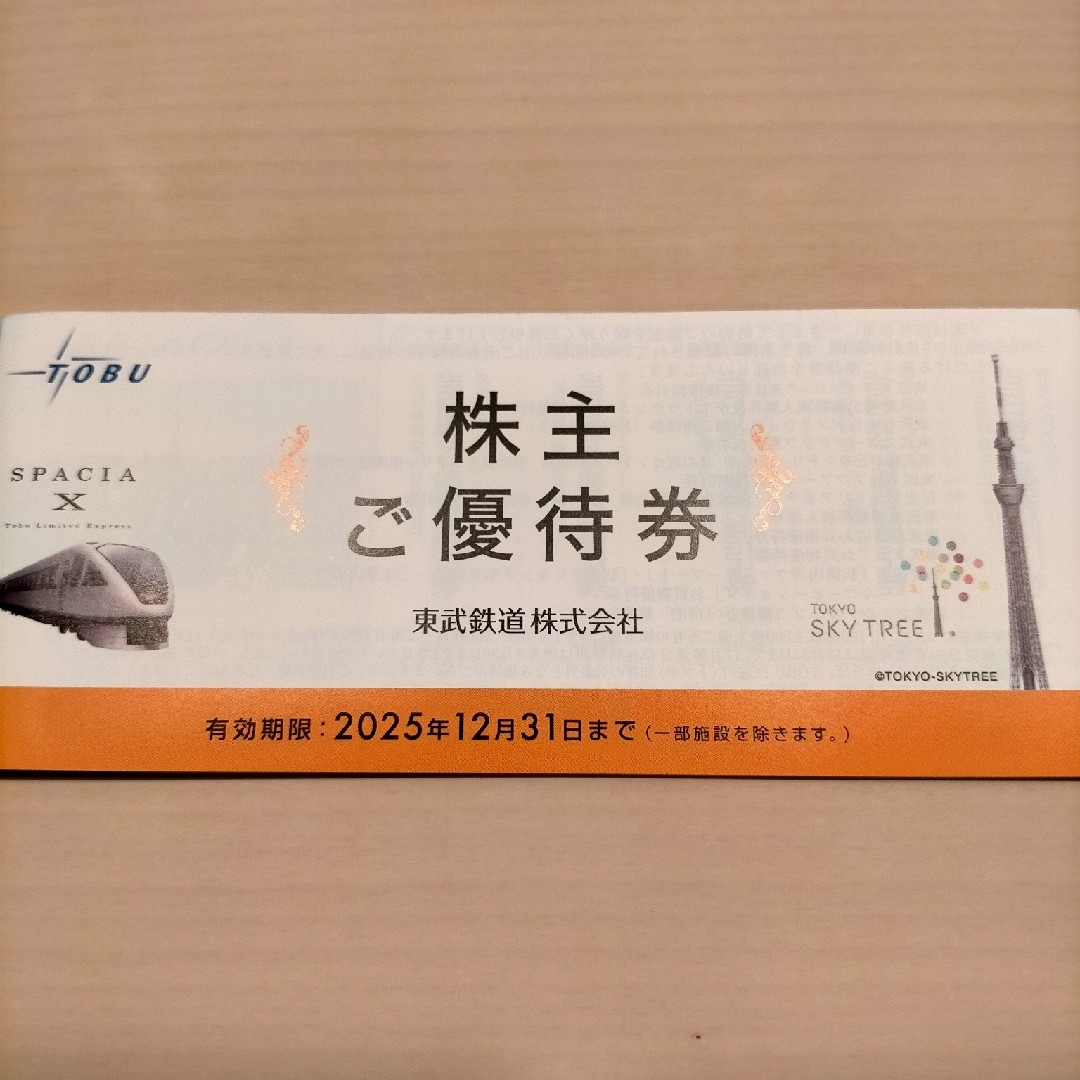 TOBU
SPACIA
X
Tobu Limited Express
株主
ご優待券
東武鉄道株式会社
TOKYO
SKYTREE
©TOKYO-SKYTREE
有効期限：2025年12月31日まで（一部施設を除きます。）